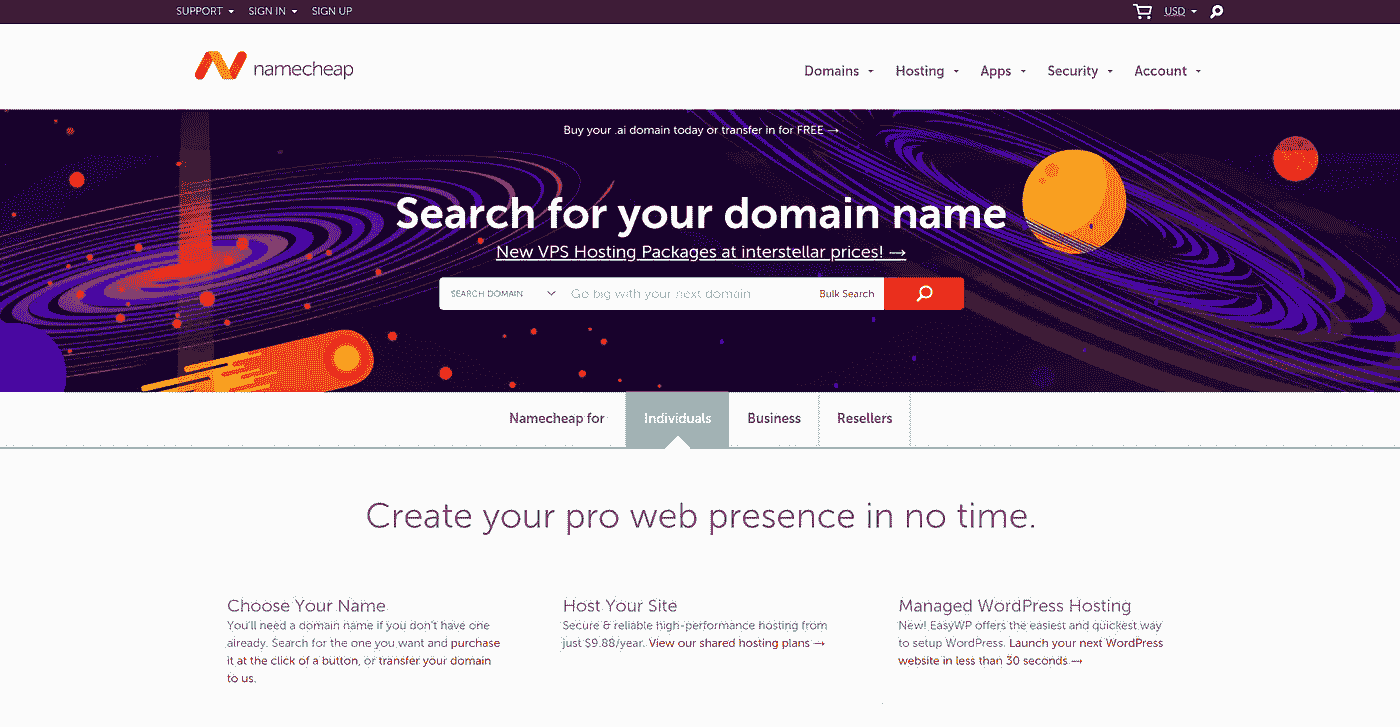 SUPPORT SIGN IN SIGN UP
USD
namecheap
Domains Hosting Apps Security Account
Buy your .ai domain today or transfer in for FREE →
Search for your domain name
New VPS Hosting Packages at interstellar prices! →
SEARCH DOMAIN Go big with your next domain Bulk Search
Namecheap for Individuals Business Resellers
Create your pro web presence in no time.
Choose Your Name
You'll need a domain name if you don't have one
already. Search for the one you want and purchase
it at the click of a button, or transfer your domain
to us.
Host Your Site
Secure & reliable high-performance hosting from
just $9.88/year. View our shared hosting plans →
Managed WordPress Hosting
New! EasyWP offers the easiest and quickest way
to setup WordPress. Launch your next WordPress
website in less than 30 seconds →